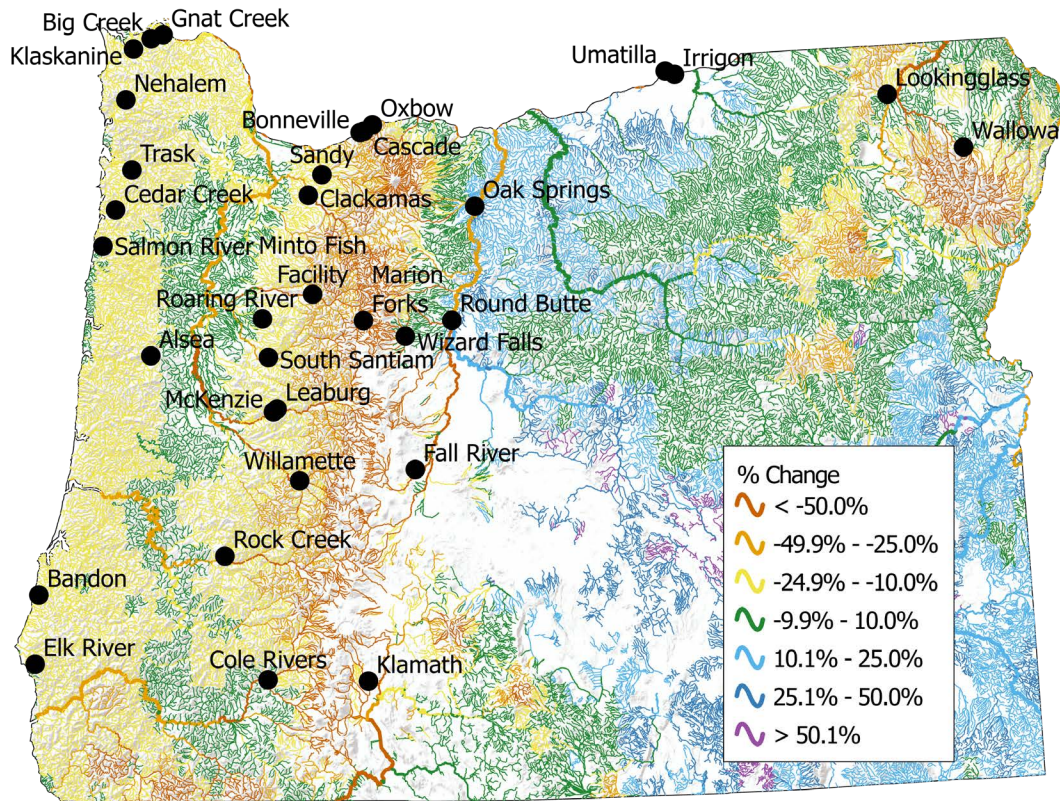 Big Creek
Gnat Creek
Klaskanine
Nehalem
Umatilla
Irrigon
Lookingglass
Bonneville
Oxbow
Cascade
Wallowa
Trask
Sandy
Cedar Creek
Clackamas
Oak Springs
Salmon River
Minto Fish
Facility
Marion
Forks
Roaring River
Round Butte
Wizard Falls
Alsea
South Santiam
McKenzie
Leaburg
Willamette
Fall River
Rock Creek
Bandon
Elk River
Cole Rivers
Klamath
% Change
< -50.0%
-49.9% - -25.0%
-24.9% - -10.0%
-9.9% - 10.0%
10.1% - 25.0%
25.1% - 50.0%
> 50.1%